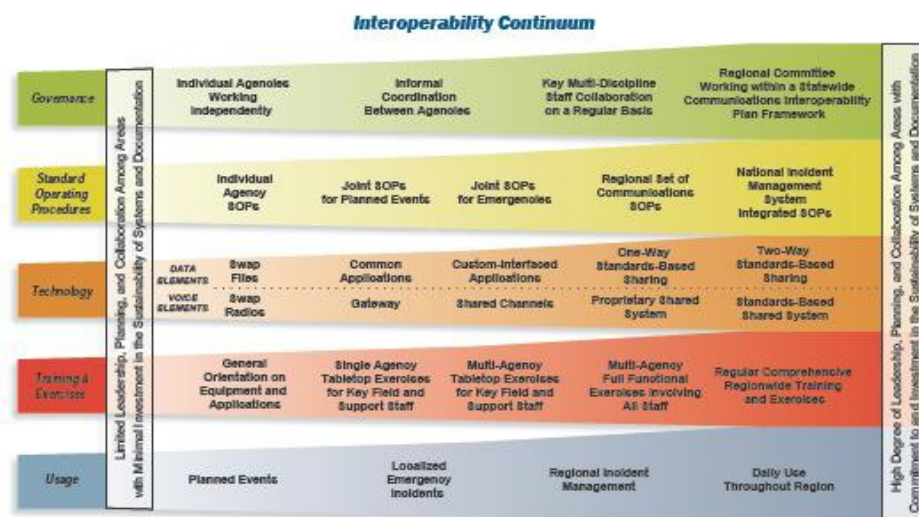 Interoperability Continuum
Limited Leadership, Planning, and Collaboration Among Areas
with Minimal Investment in the Sustainability of Systems and Documentation
Governance
Individual Agencies
Working
Independently
Informal
Coordination
Between Agencies
Key Multi-Discipline
Staff Collaboration
on a Regular Basis
Regional Committee
Working within a Statewide
Communications Interoperability
Plan Framework
Standard
Operating
Procedures
Individual
Agency
SOPs
Joint SOPs
for Planned Events
Joint SOPs
for Emergencies
Regional Set of
Communications
SOPs
National Incident
Management
System
Integrated SOPs
Technology
DATA
ELEMENTS
Swap
Files
Common
Applications
Custom-Interfaced
Applications
One-Way
Standards-Based
Sharing
Two-Way
Standards-Based
Sharing
VOICE
ELEMENTS
Swap
Radios
Gateway
Shared Channels
Proprietary Shared
System
Standards-Based
Shared System
Training &
Exercises
General
Orientation on
Equipment and
Applications
Single Agency
Tabletop Exercises
for Key Field and
Support Staff
Multi-Agency
Tabletop Exercises
for Key Field and
Support Staff
Multi-Agency
Full Functional
Exercises Involving
All Staff
Regular Comprehensive
Regionwide Training
and Exercises
Usage
Planned Events
Localized
Emergency
Incidents
Regional Incident
Management
Daily Use
Throughout Region
High Degree of Leadership, Planning, and Collaboration Among Areas with
Commitment to and Investment in the Sustainability of Systems and Documentation